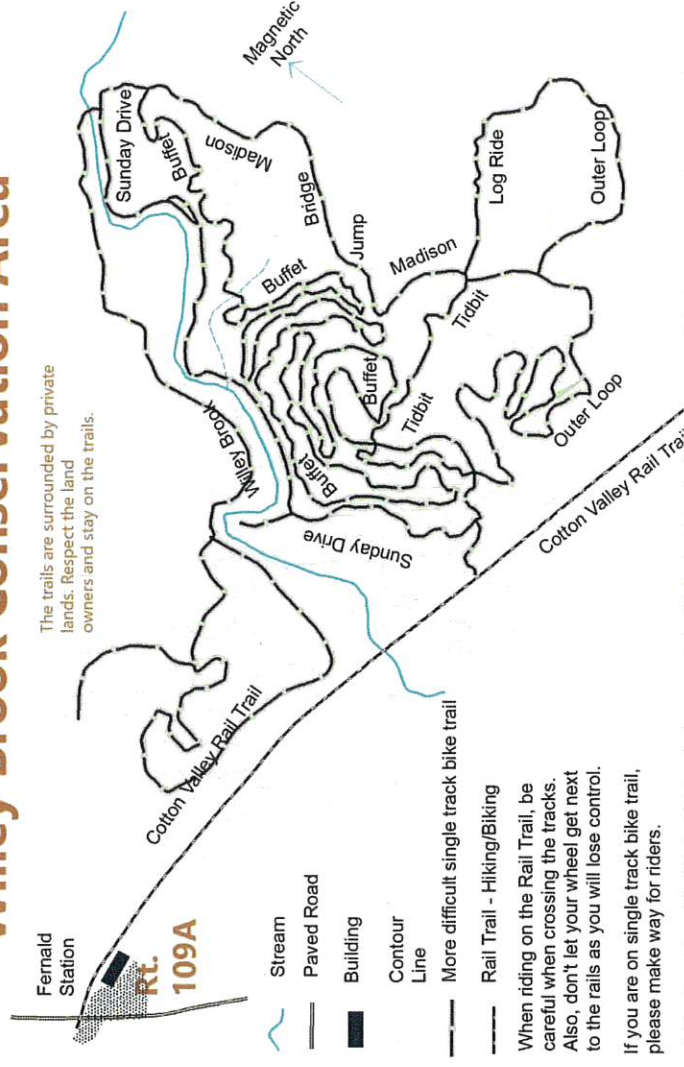 Willey Brook Conservation Area
The trails are surrounded by private
lands. Respect the land
owners and stay on the trails.
Magnetic
North
Sunday Drive
Buffet
Madison
Bridge
Jump
Buffet
Madison
Log Ride
Outer Loop
Willey Brook
Buffet
Buffet
Tidbit
Tidbit
Outer Loop
Sunday Drive
Cotton Valley Rail Trail
Cotton Valley Rail Trail
Fernald
Station
Rt.
109A
Stream
Paved Road
Building
Contour
Line
More difficult single track bike trail
Rail Trail - Hiking/Biking
When riding on the Rail Trail, be
careful when crossing the tracks.
Also, don't let your wheel get next
to the rails as you will lose control.
If you are on single track bike trail,
please make way for riders.